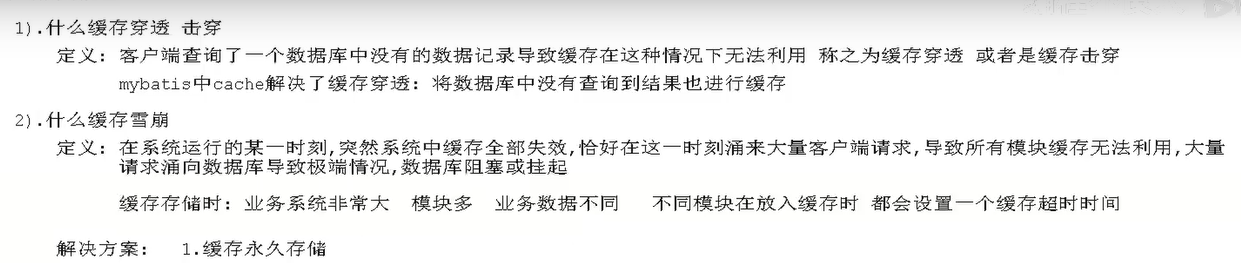 1).什么缓存穿透 击穿
定义：客户端查询了一个数据库中没有的数据记录导致缓存在这种情况下无法利用 称之为缓存穿透 或者是缓存击穿
mybatis中cache解决了缓存穿透：将数据库中没有查询到结果也进行缓存
2).什么缓存雪崩
定义：在系统运行的某一时刻,突然系统中缓存全部失效,恰好在这一时刻涌来大量客户端请求,导致所有模块缓存无法利用,大量
请求涌向数据库导致极端情况,数据库阻塞或挂起
缓存存储时：业务系统非常大 模块多 业务数据不同 不同模块在放入缓存时 都会设置一个缓存超时时间
解决方案： 1.缓存永久存储